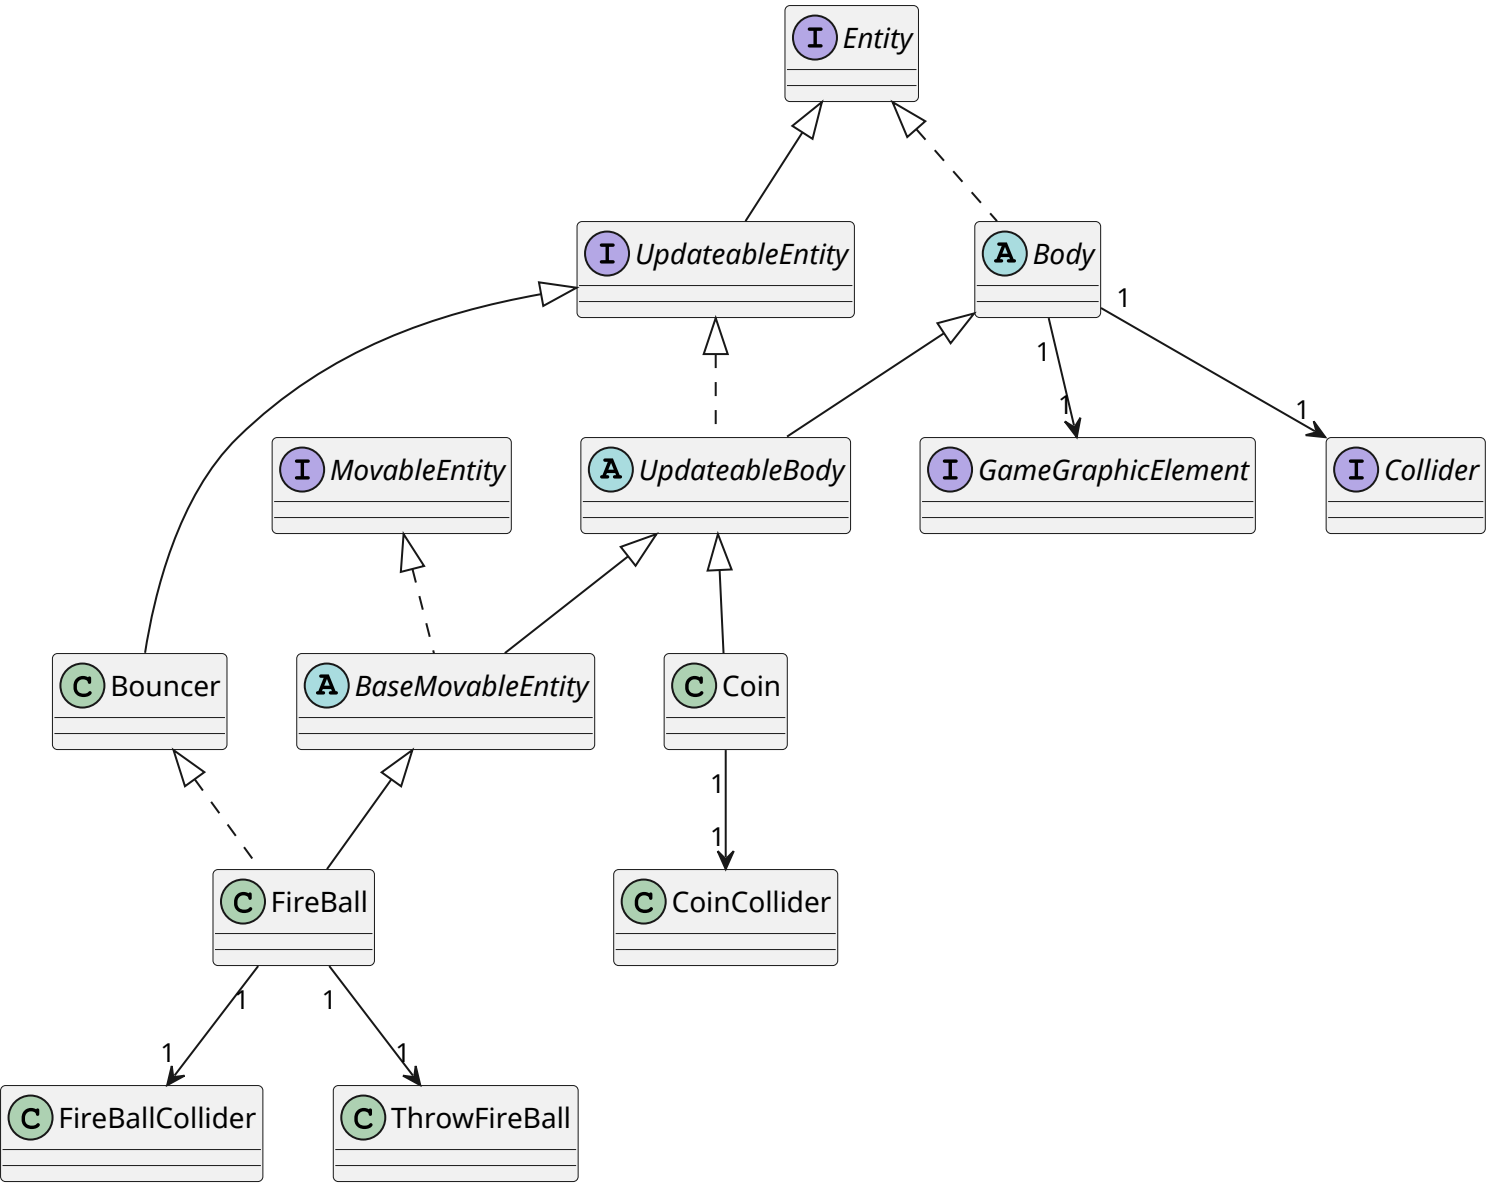 I Entity
I UpdateableEntity
A Body
1
1
1
1
I MovableEntity
A UpdateableBody
I GameGraphicElement
I Collider
C Bouncer
A BaseMovableEntity
C Coin
1
1
C FireBall
C CoinCollider
1
1
1
1
C FireBallCollider
C ThrowFireBall